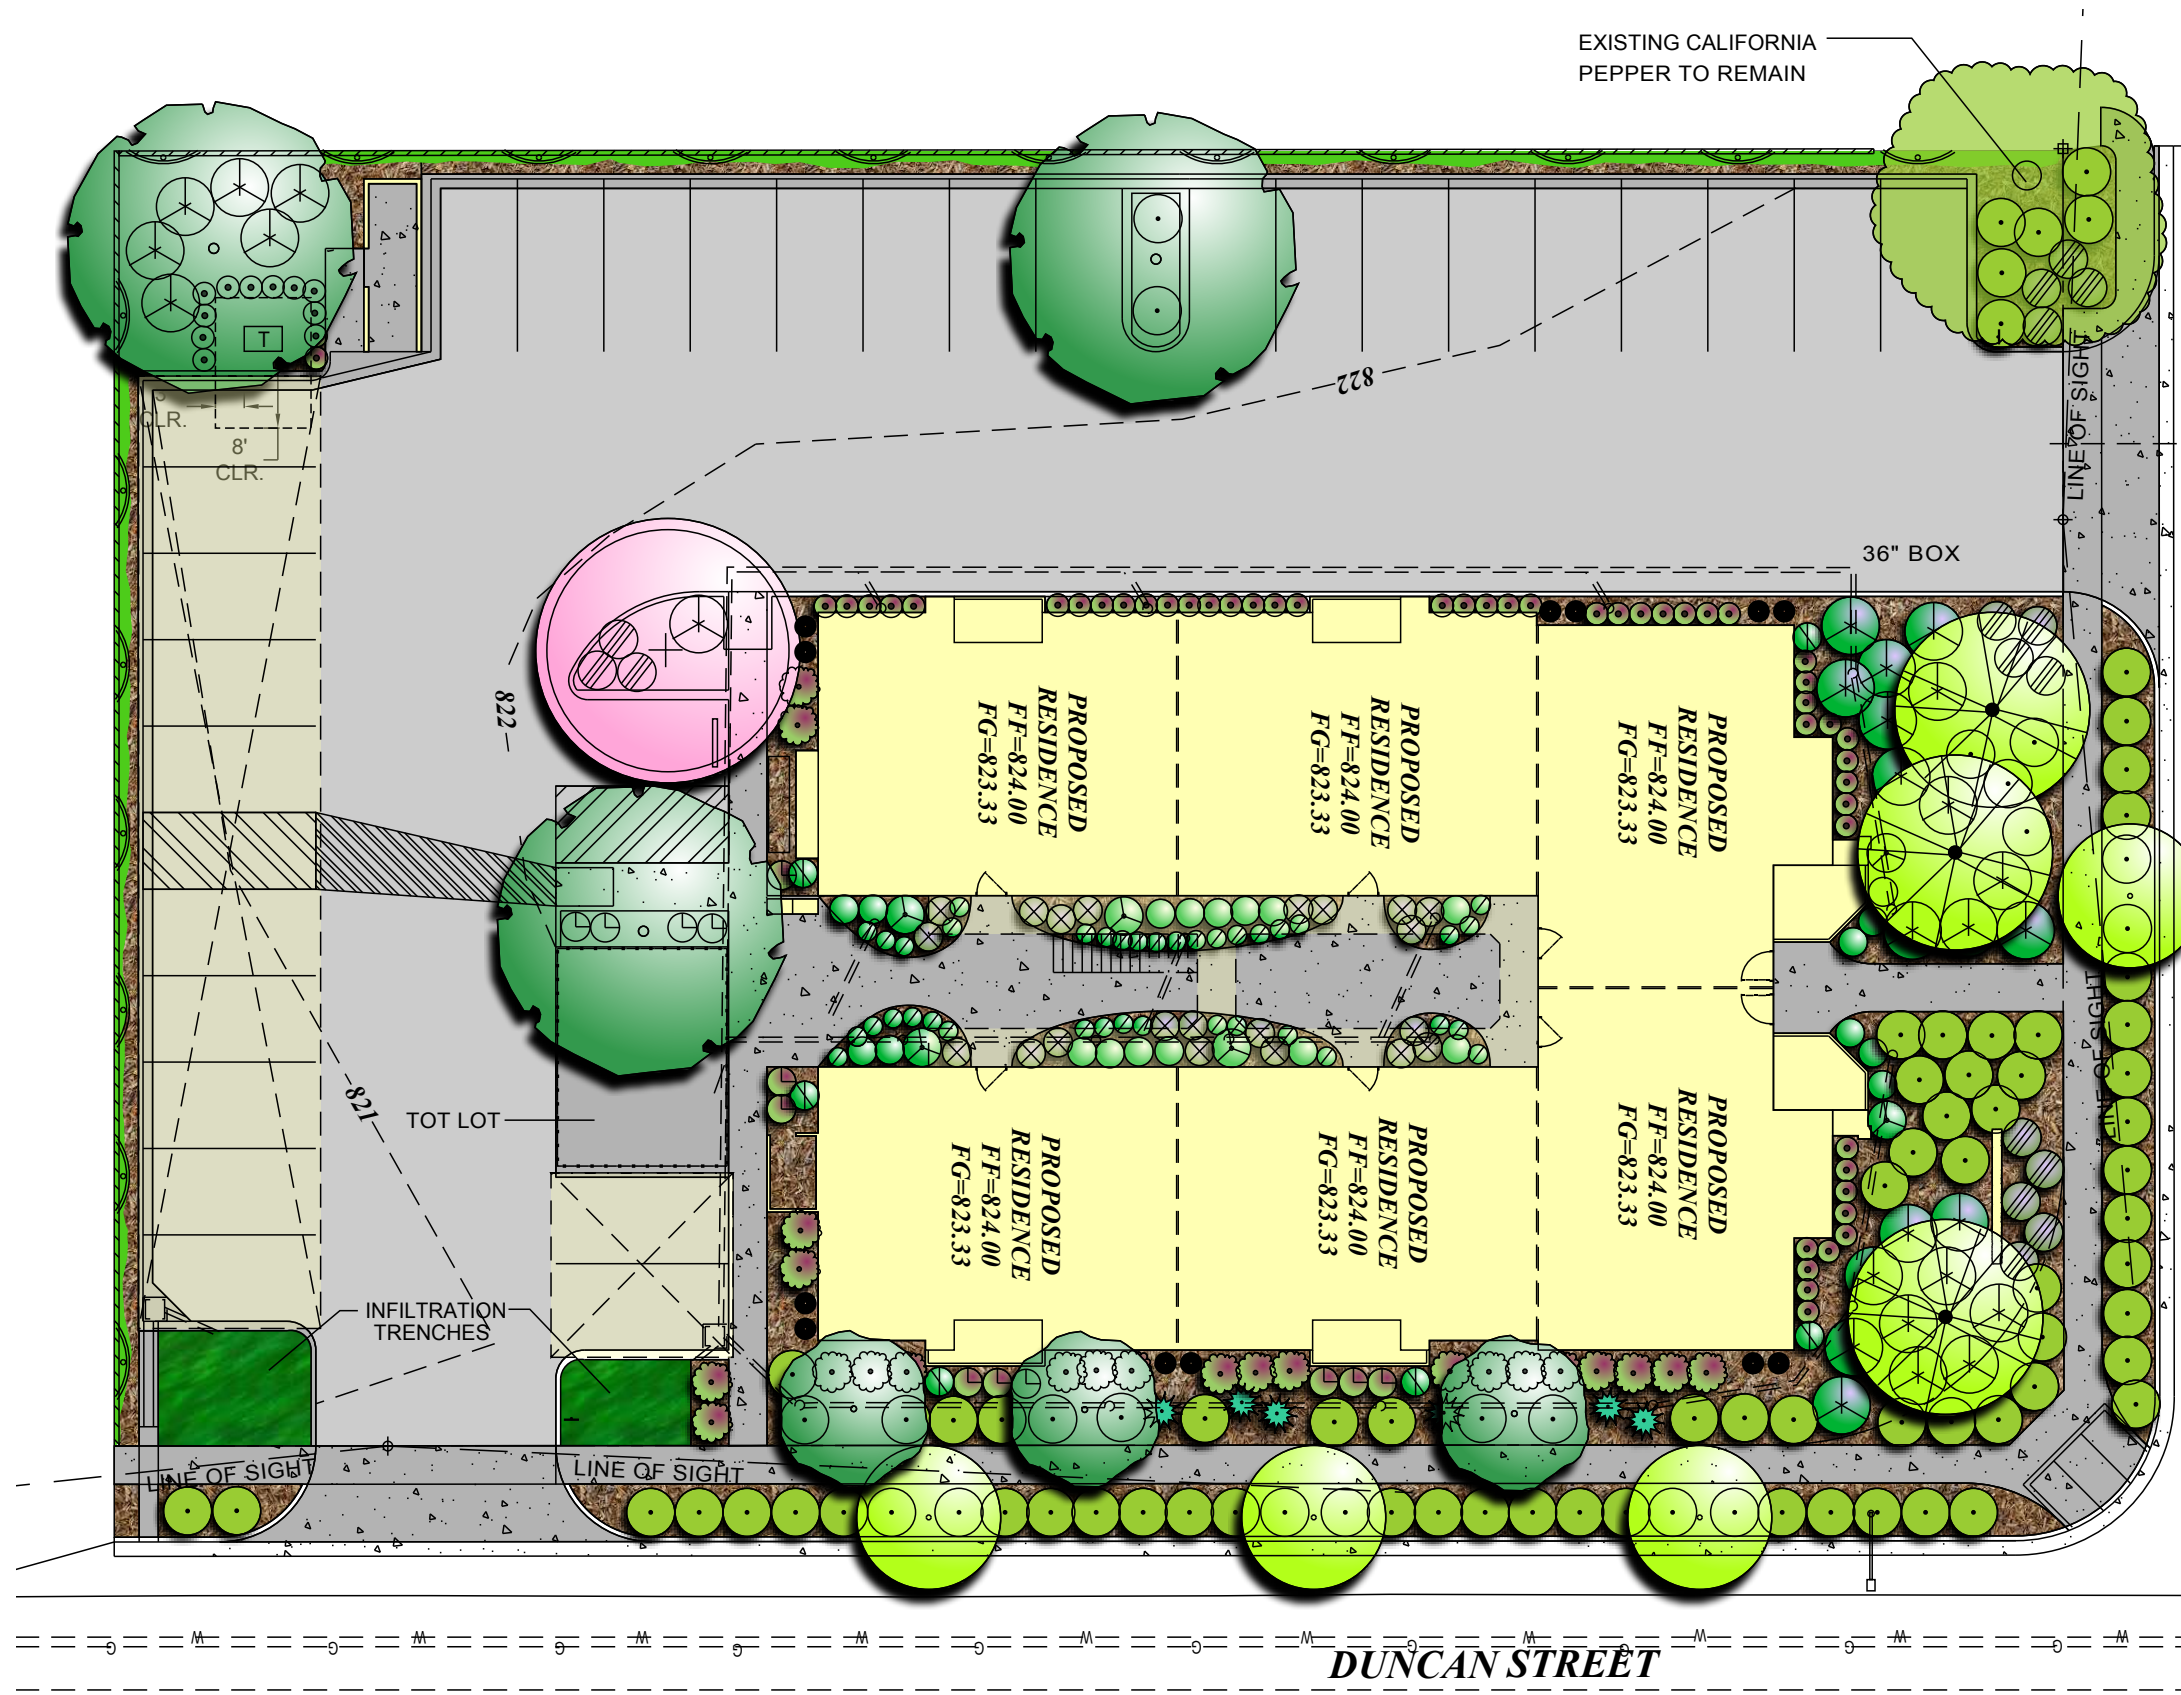 EXISTING CALIFORNIA
PEPPER TO REMAIN
T
CLR.
8'
CLR.
822
LINE OF SIGHT
36" BOX
822
PROPOSED
RESIDENCE
FF=824.00
FG=823.33
PROPOSED
RESIDENCE
FF=824.00
FG=823.33
PROPOSED
RESIDENCE
FF=824.00
FG=823.33
LINE OF SIGHT
821
TOT LOT
PROPOSED
RESIDENCE
FF=824.00
FG=823.33
PROPOSED
RESIDENCE
FF=824.00
FG=823.33
PROPOSED
RESIDENCE
FF=824.00
FG=823.33
INFILTRATION
TRENCHES
LINE OF SIGHT
LINE OF SIGHT
G W G W G W G W G W G W G W G W G W G W
DUNCAN STREET